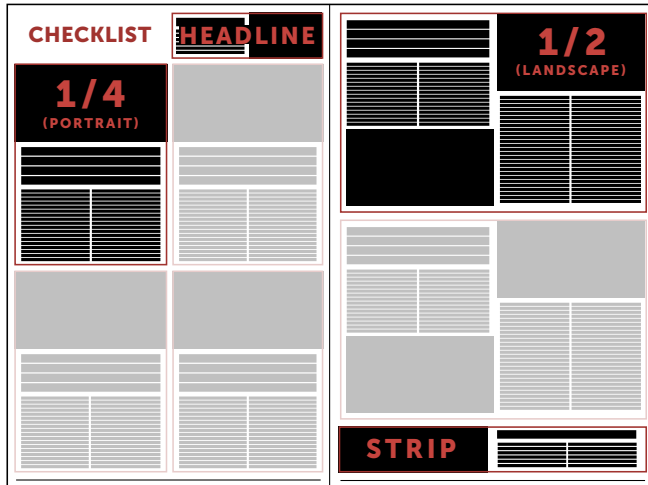 CHECKLIST
HEADLINE
1/4
(PORTRAIT)
1/2
(LANDSCAPE)
STRIP